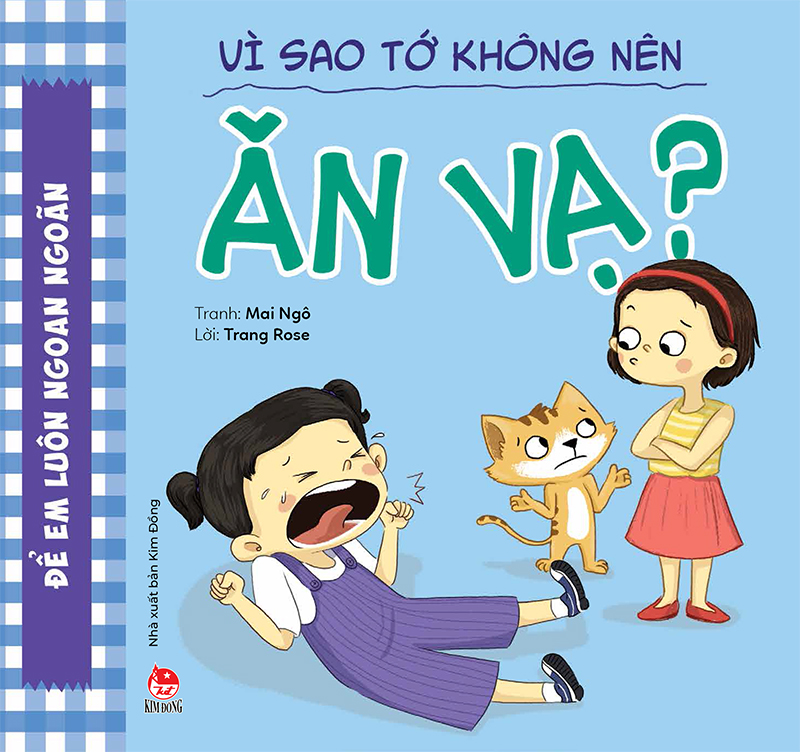 VÌ SAO TỚ KHÔNG NÊN
ĂN VẠ?
Tranh: Mai Ngô
Lời: Trang Rose
ĐỂ EM LUÔN NGOAN NGOÃN
Nhà xuất bản Kim Đồng
KIM ĐỒNG